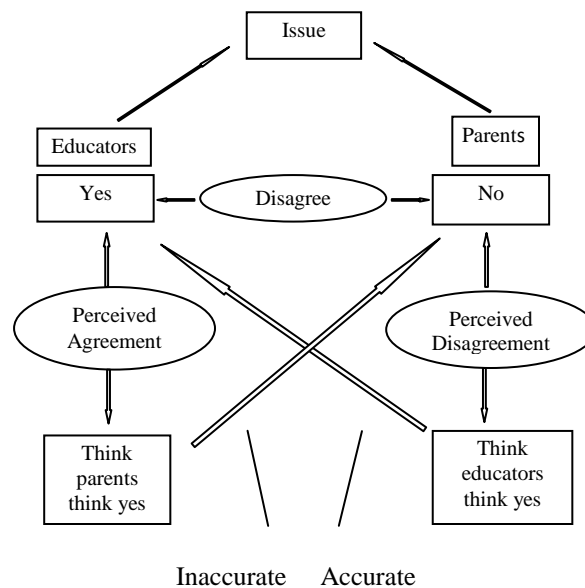 Issue
Educators
Parents
Yes
Disagree
No
Perceived
Agreement
Perceived
Disagreement
Think
parents
think yes
Think
educators
think yes
Inaccurate
Accurate